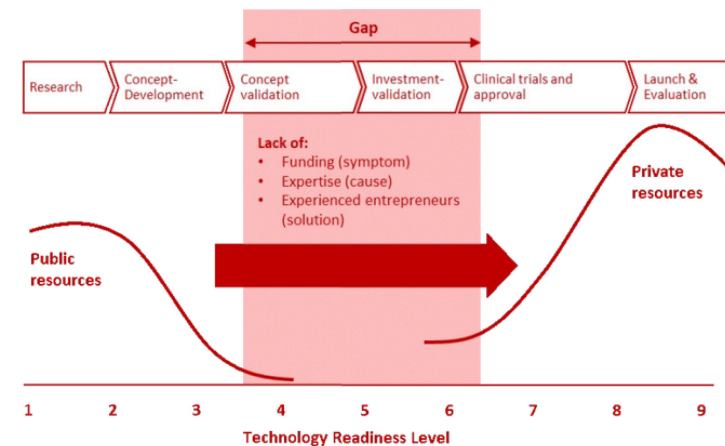 Gap
Research
Concept-
Development
Concept
validation
Investment-
validation
Clinical trials and
approval
Launch &
Evaluation
Lack of:
• Funding (symptom)
• Expertise (cause)
• Experienced entrepreneurs
(solution)
Public
resources
Private
resources
1 2 3 4 5 6 7 8 9
Technology Readiness Level